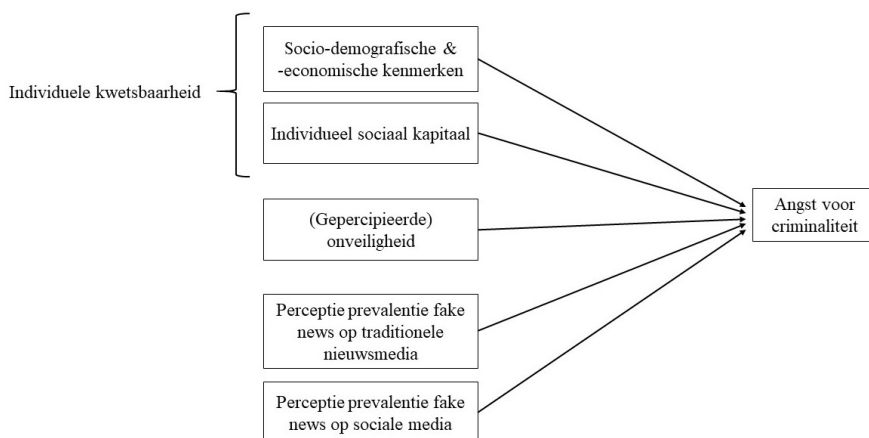 Individuele kwetsbaarheid
Socio-demografische &
-economische kenmerken
Individueel sociaal kapitaal
(Gepercipieerde)
onveiligheid
Perceptie prevalentie fake
news op traditionele
nieuwsmedia
Perceptie prevalentie fake
news op sociale media
Angst voor
criminaliteit